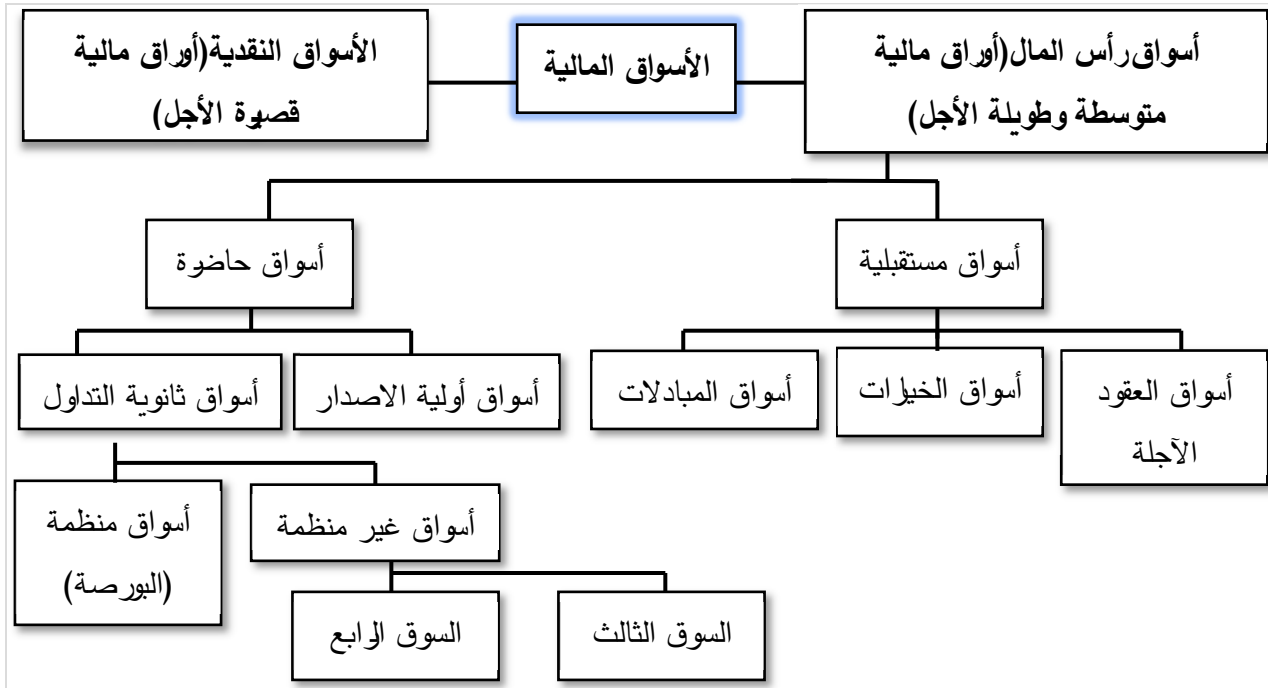 أسواق رأس المال(أوراق مالية
متوسطة وطويلة الأجل)
الأسواق المالية
الأسواق النقدية(أوراق مالية
قصيرة الأجل)
أسواق مستقبلية
أسواق حاضرة
أسواق العقود
الآجلة
أسواق الخيارات
أسواق المبادلات
أسواق أولية الاصدار
أسواق ثانوية التداول
أسواق غير منظمة
أسواق منظمة
(البورصة)
السوق الثالث
السوق الرابع